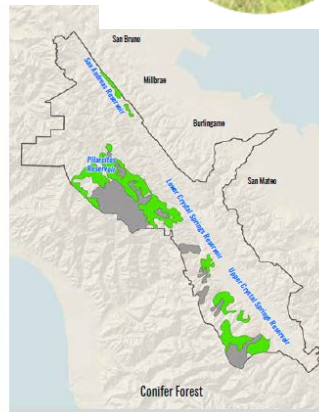 San Bruno
Millbrae
San Andreas Reservoir
Burlingame
Pilarcitos
Reservoir
San Mateo
Lower Crystal Springs Reservoir
Upper Crystal Springs Reservoir
Conifer Forest